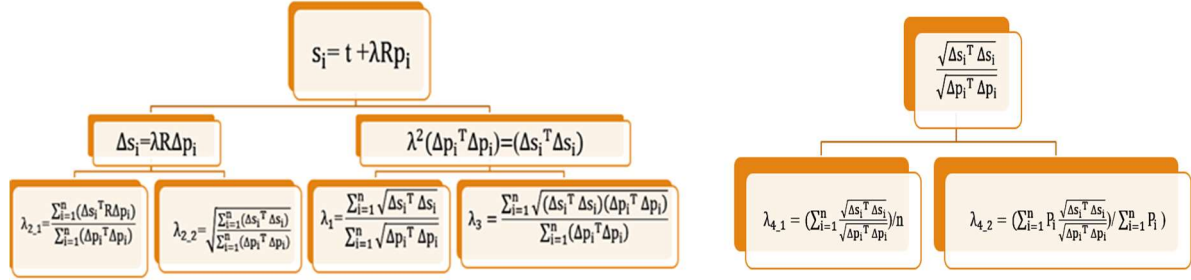 sᵢ= t +λRpᵢ
Δsᵢ=λRΔpᵢ
λ²(Δpᵢᵀ Δpᵢ)=(Δsᵢᵀ Δsᵢ)
λ₂_₁= ∑ⁿᵢ₌₁(Δsᵢᵀ RΔpᵢ) / ∑ⁿᵢ₌₁(Δpᵢᵀ Δpᵢ)
λ₂_₂= √(∑ⁿᵢ₌₁(Δsᵢᵀ Δsᵢ) / ∑ⁿᵢ₌₁(Δpᵢᵀ Δpᵢ))
λ₁= ∑ⁿᵢ₌₁ √(Δsᵢᵀ Δsᵢ) / ∑ⁿᵢ₌₁ √(Δpᵢᵀ Δpᵢ)
λ₃ = ∑ⁿᵢ₌₁ √((Δsᵢᵀ Δsᵢ)(Δpᵢᵀ Δpᵢ)) / ∑ⁿᵢ₌₁(Δpᵢᵀ Δpᵢ)
√(Δsᵢᵀ Δsᵢ) / √(Δpᵢᵀ Δpᵢ)
λ₄_₁ = (∑ⁿᵢ₌₁ √(Δsᵢᵀ Δsᵢ) / √(Δpᵢᵀ Δpᵢ))/n
λ₄_₂ = (∑ⁿᵢ₌₁ Pᵢ √(Δsᵢᵀ Δsᵢ) / √(Δpᵢᵀ Δpᵢ)/ ∑ⁿᵢ₌₁ Pᵢ )